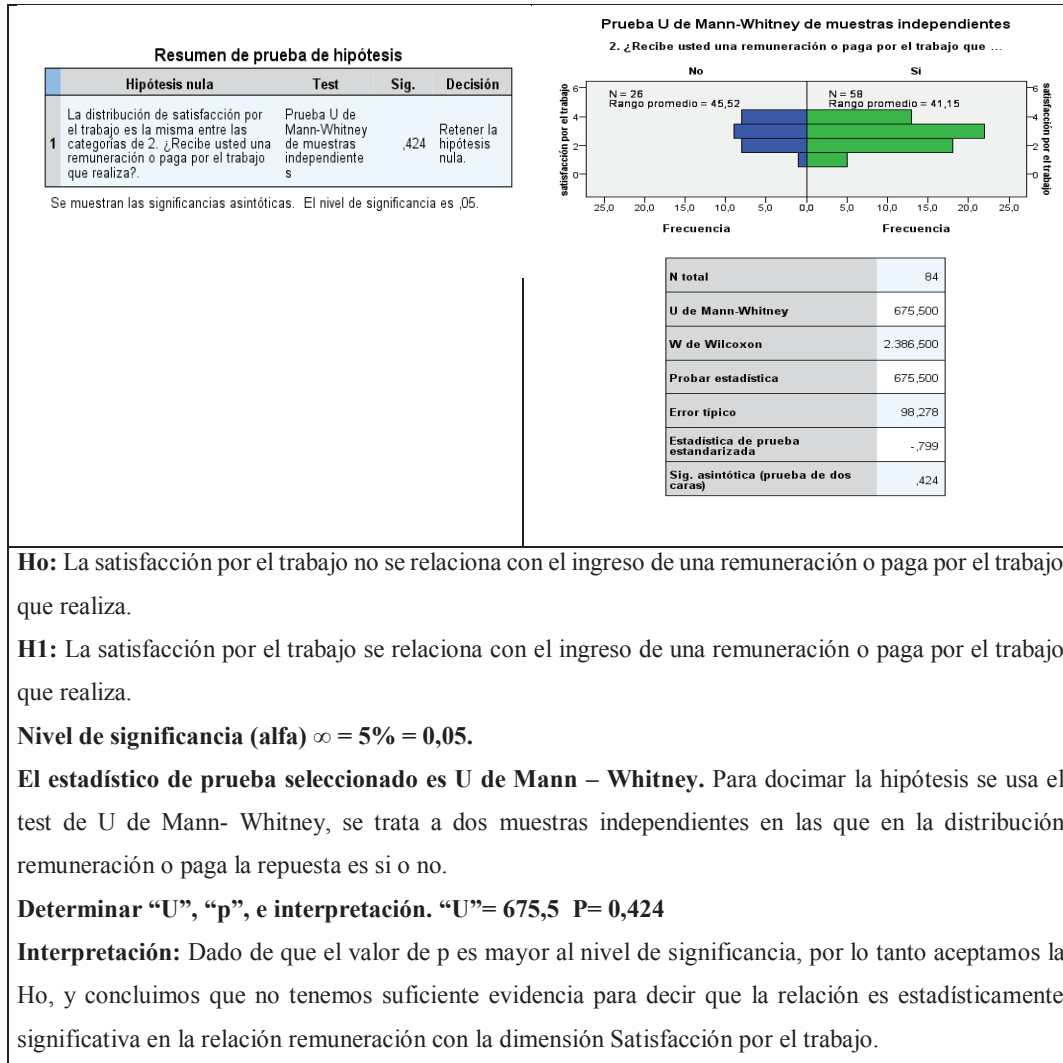 Resumen de prueba de hipótesis
Hipótesis nula Test Sig. Decisión
1 La distribución de satisfacción por el trabajo es la misma entre las categorías de 2. ¿Recibe usted una remuneración o paga por el trabajo que realiza?. Prueba U de Mann-Whitney de muestras independiente s ,424 Retener la hipótesis nula.
Se muestran las significancias asintóticas. El nivel de significancia es ,05.
Prueba U de Mann-Whitney de muestras independientes
2. ¿Recibe usted una remuneración o paga por el trabajo que ...
No Sí
N = 26 N = 58
Rango promedio = 45,52 Rango promedio = 41,15
satisfacción por el trabajo
6
4
2
0
6
4
2
0
satisfacción por el trabajo
25,0 20,0 15,0 10,0 5,0 0,0 5,0 10,0 15,0 20,0 25,0
Frecuencia Frecuencia
N total 84
U de Mann-Whitney 675,500
W de Wilcoxon 2.386,500
Probar estadística 675,500
Error típico 98,278
Estadística de prueba estandarizada -,799
Sig. asintótica (prueba de dos caras) ,424
Ho: La satisfacción por el trabajo no se relaciona con el ingreso de una remuneración o paga por el trabajo
que realiza.
H1: La satisfacción por el trabajo se relaciona con el ingreso de una remuneración o paga por el trabajo
que realiza.
Nivel de significancia (alfa) ∞ = 5% = 0,05.
El estadístico de prueba seleccionado es U de Mann – Whitney. Para docimar la hipótesis se usa el
test de U de Mann- Whitney, se trata a dos muestras independientes en las que en la distribución
remuneración o paga la repuesta es si o no.
Determinar “U”, “p”, e interpretación. “U”= 675,5 P= 0,424
Interpretación: Dado de que el valor de p es mayor al nivel de significancia, por lo tanto aceptamos la
Ho, y concluimos que no tenemos suficiente evidencia para decir que la relación es estadísticamente
significativa en la relación remuneración con la dimensión Satisfacción por el trabajo.